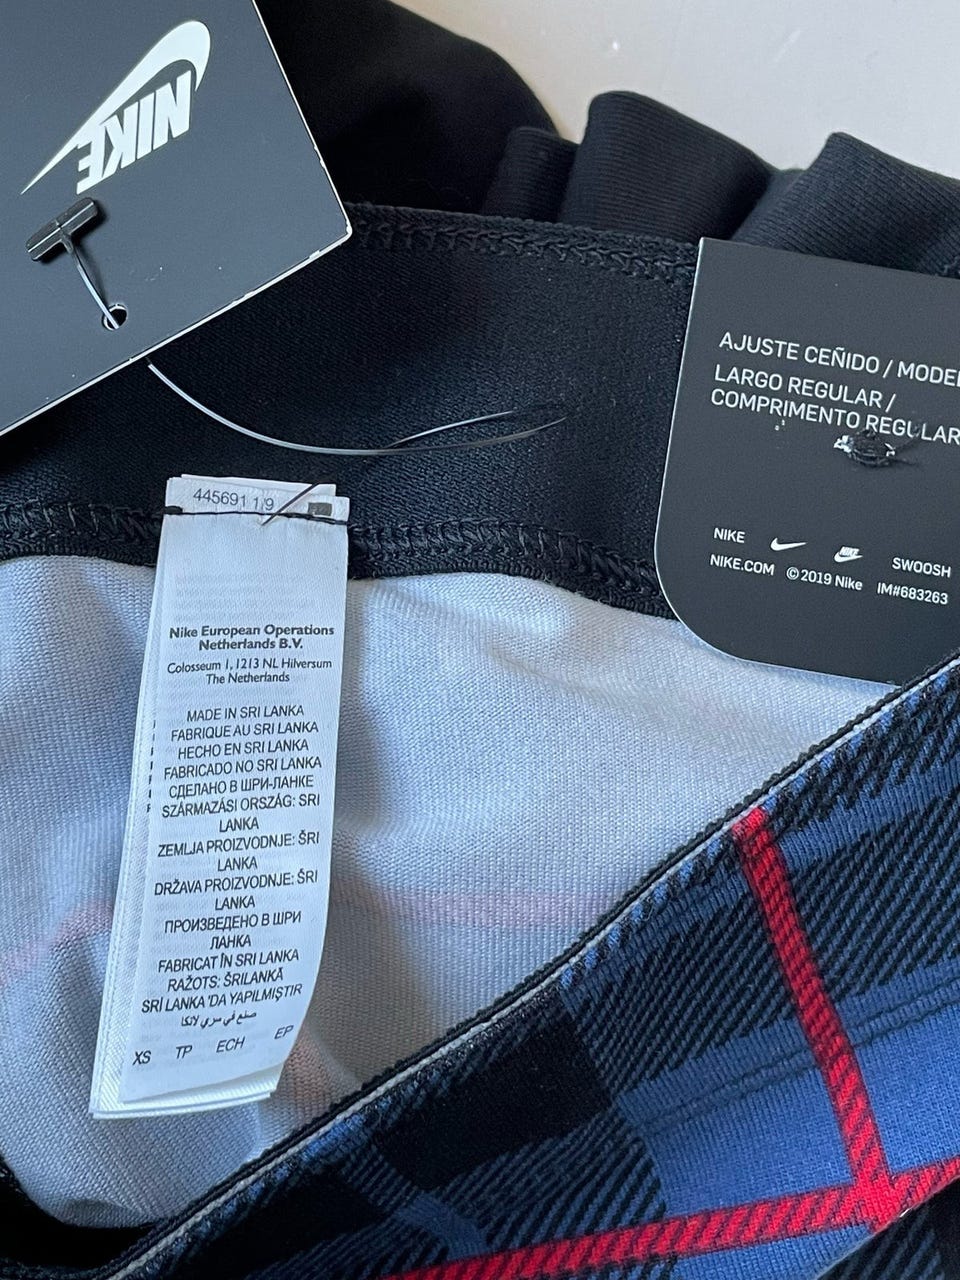 NIKE
AJUSTE CEÑIDO / MODE
LARGO REGULAR /
COMPRIMENTO REGULAR
NIKE NIKE SWOOSH
NIKE.COM ©2019 Nike IM#683263
445691 1/9
Nike European Operations
Netherlands B.V.
Colosseum 1, 1213 NL Hilversum
The Netherlands
MADE IN SRI LANKA
FABRIQUE AU SRI LANKA
HECHO EN SRI LANKA
FABRICADO NO SRI LANKA
СДЕЛАНО В ШРИ-ЛАНКЕ
SZÁRMAZÁSI ORSZÁG: SRI
LANKA
ZEMLJA PROIZVODNJE: ŠRI
LANKA
DRŽAVA PROIZVODNJE: ŠRI
LANKA
ПРОИЗВЕДЕНО В ШРИ
ЛАНКА
FABRICAT ÎN SRI LANKA
RAŽOTS: ŠRILANKĀ
SRİ LANKA 'DA YAPILMIŞTIR
صنع في سري لانكا
XS TP ECH EP